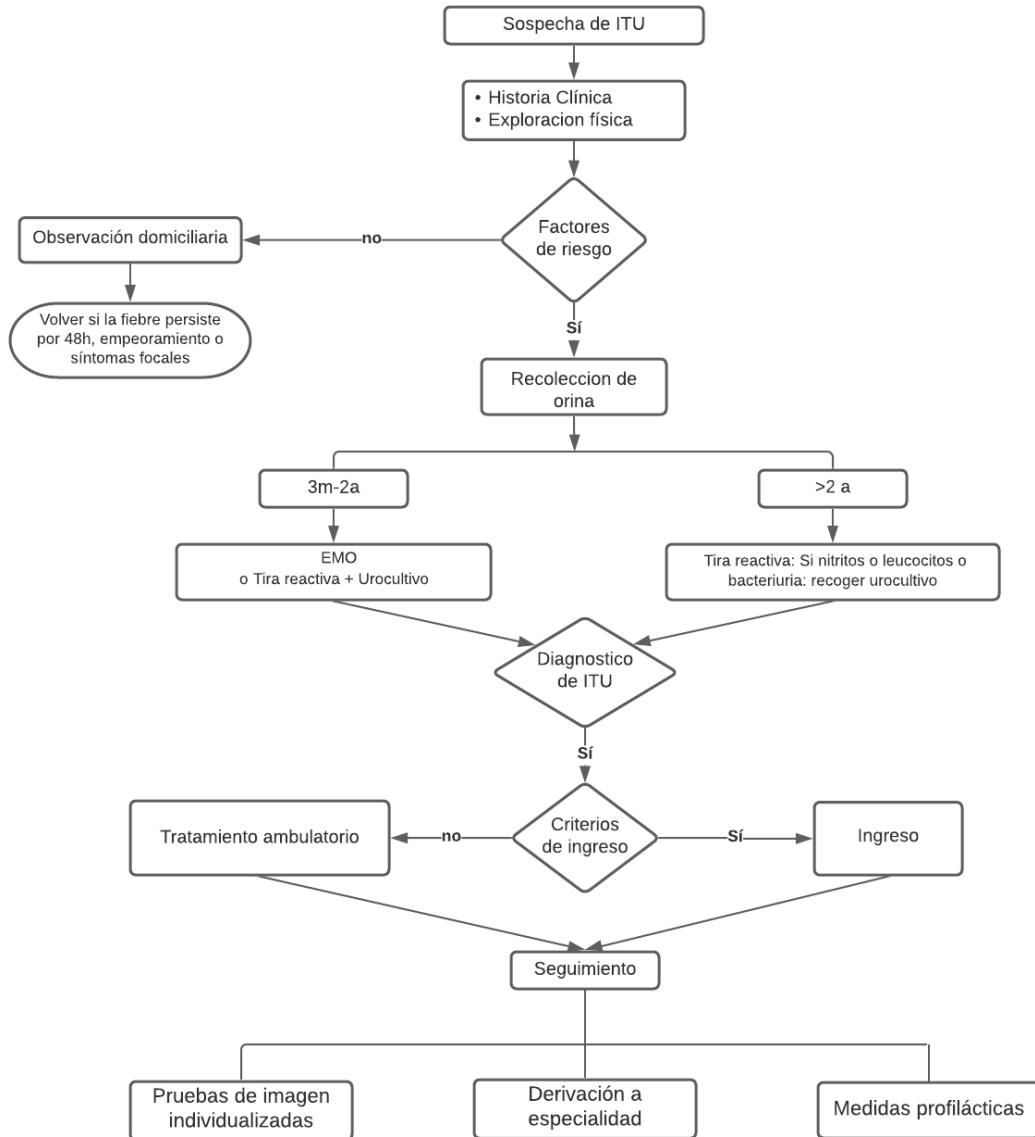 Sospecha de ITU
• Historia Clínica
• Exploracion física
Factores
de riesgo
no
Observación domiciliaria
Volver si la fiebre persiste
por 48h, empeoramiento o
síntomas focales
Sí
Recoleccion de
orina
3m-2a
>2 a
EMO
o Tira reactiva + Urocultivo
Tira reactiva: Si nitritos o leucocitos o
bacteriuria: recoger urocultivo
Diagnostico
de ITU
Sí
Criterios
de ingreso
no
Tratamiento ambulatorio
Sí
Ingreso
Seguimiento
Pruebas de imagen
individualizadas
Derivación a
especialidad
Medidas profilácticas